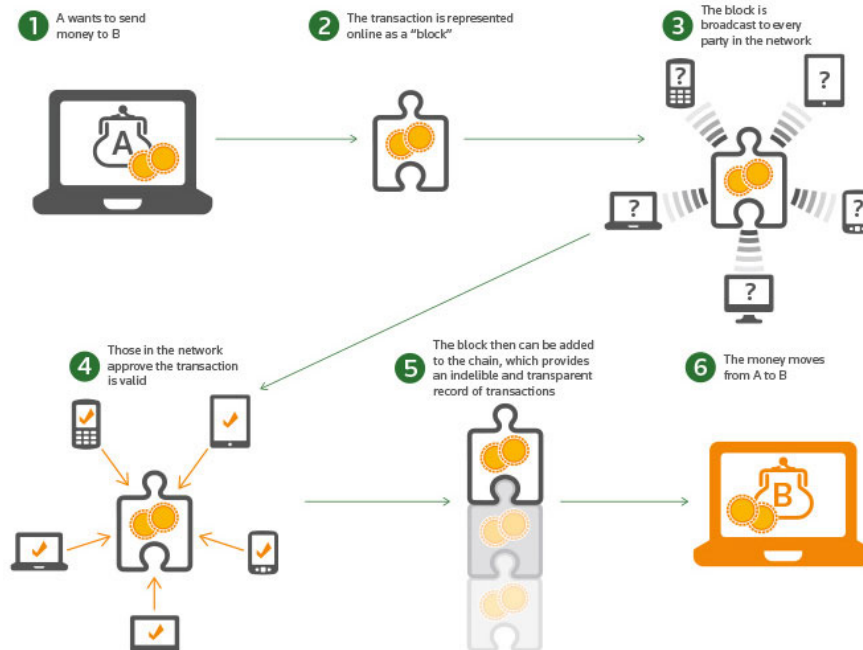 1
A wants to send
money to B
2
The transaction is represented
online as a “block”
3
The block is
broadcast to every
party in the network
A
?
?
?
?
?
4
Those in the network
approve the transaction
is valid
5
The block then can be added
to the chain, which provides
an indelible and transparent
record of transactions
6
The money moves
from A to B
B